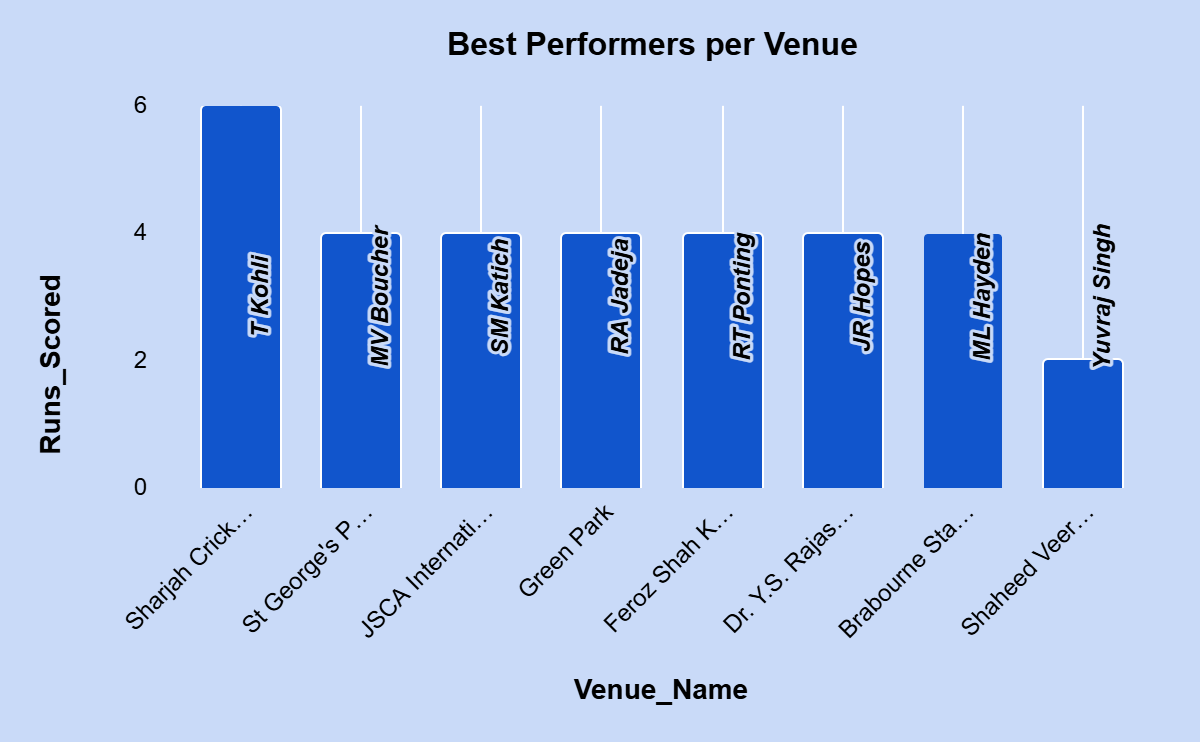 Best Performers per Venue
Runs_Scored
6
4
2
0
T Kohli
MV Boucher
SM Katich
RA Jadeja
RT Ponting
JR Hopes
ML Hayden
Yuvraj Singh
Sharjah Crick…
St George's P…
JSCA Internati…
Green Park
Feroz Shah K…
Dr. Y.S. Rajas…
Brabourne Sta…
Shaheed Veer…
Venue_Name